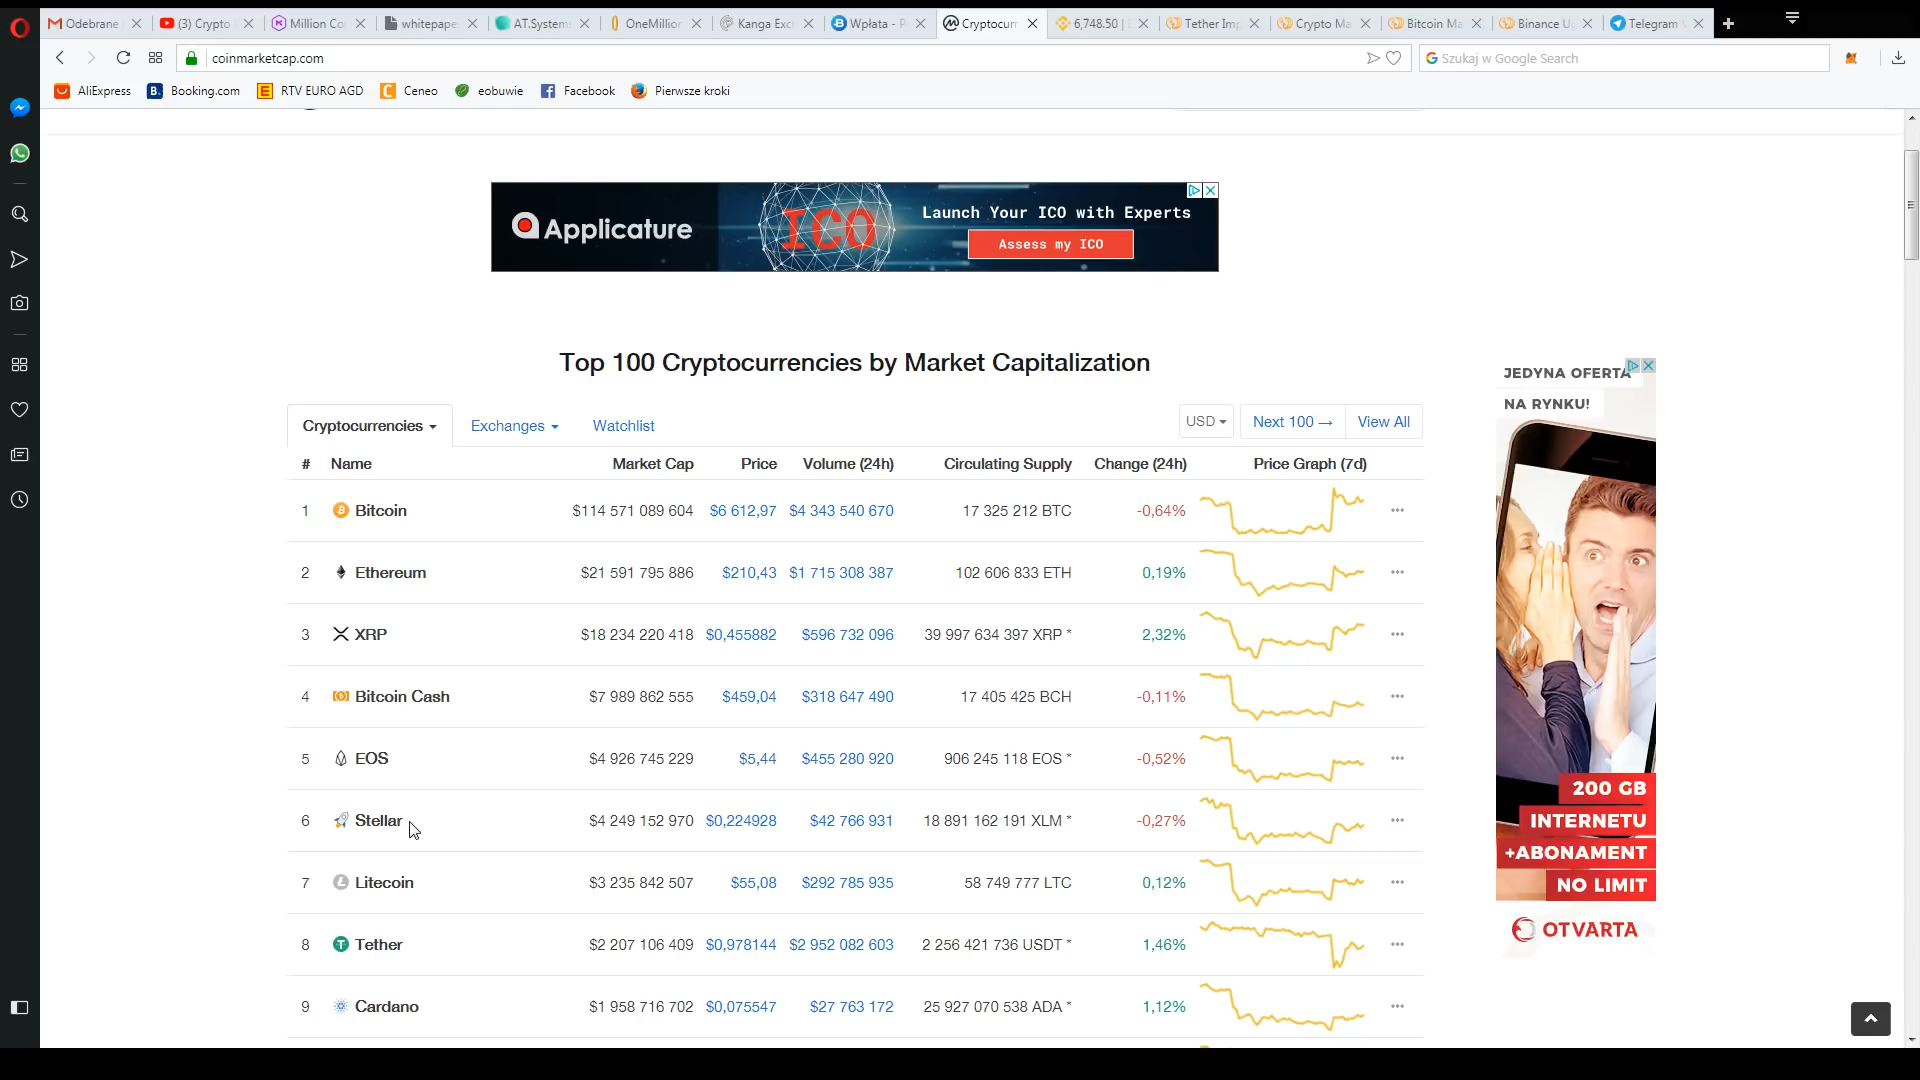 Odebrane
(3) Crypto
Million Co
whitepape
AT.System
OneMillion
Kanga Exc
Wpłata - P
Cryptocurr
6,748.50 |
Tether Imp
Crypto Ma
Bitcoin Ma
Binance U
Telegram
coinmarketcap.com
Szukaj w Google Search
AliExpress
Booking.com
RTV EURO AGD
Ceneo
eobuwie
Facebook
Pierwsze kroki
Applicature
ICO
Launch Your ICO with Experts
Assess my ICO
Top 100 Cryptocurrencies by Market Capitalization
Cryptocurrencies Exchanges Watchlist USD Next 100 → View All
# Name Market Cap Price Volume (24h) Circulating Supply Change (24h) Price Graph (7d)
1 Bitcoin $114 571 089 604 $6 612,97 $4 343 540 670 17 325 212 BTC -0,64%
2 Ethereum $21 591 795 886 $210,43 $1 715 308 387 102 606 833 ETH 0,19%
3 XRP $18 234 220 418 $0,455882 $596 732 096 39 997 634 397 XRP * 2,32%
4 Bitcoin Cash $7 989 862 555 $459,04 $318 647 490 17 405 425 BCH -0,11%
5 EOS $4 926 745 229 $5,44 $455 280 920 906 245 118 EOS * -0,52%
6 Stellar $4 249 152 970 $0,224928 $42 766 931 18 891 162 191 XLM * -0,27%
7 Litecoin $3 235 842 507 $55,08 $292 785 935 58 749 777 LTC 0,12%
8 Tether $2 207 106 409 $0,978144 $2 952 082 603 2 256 421 736 USDT * 1,46%
9 Cardano $1 958 716 702 $0,075547 $27 763 172 25 927 070 538 ADA * 1,12%
JEDYNA OFERTA
NA RYNKU!
200 GB
INTERNETU
+ABONAMENT
NO LIMIT
OTVARTA